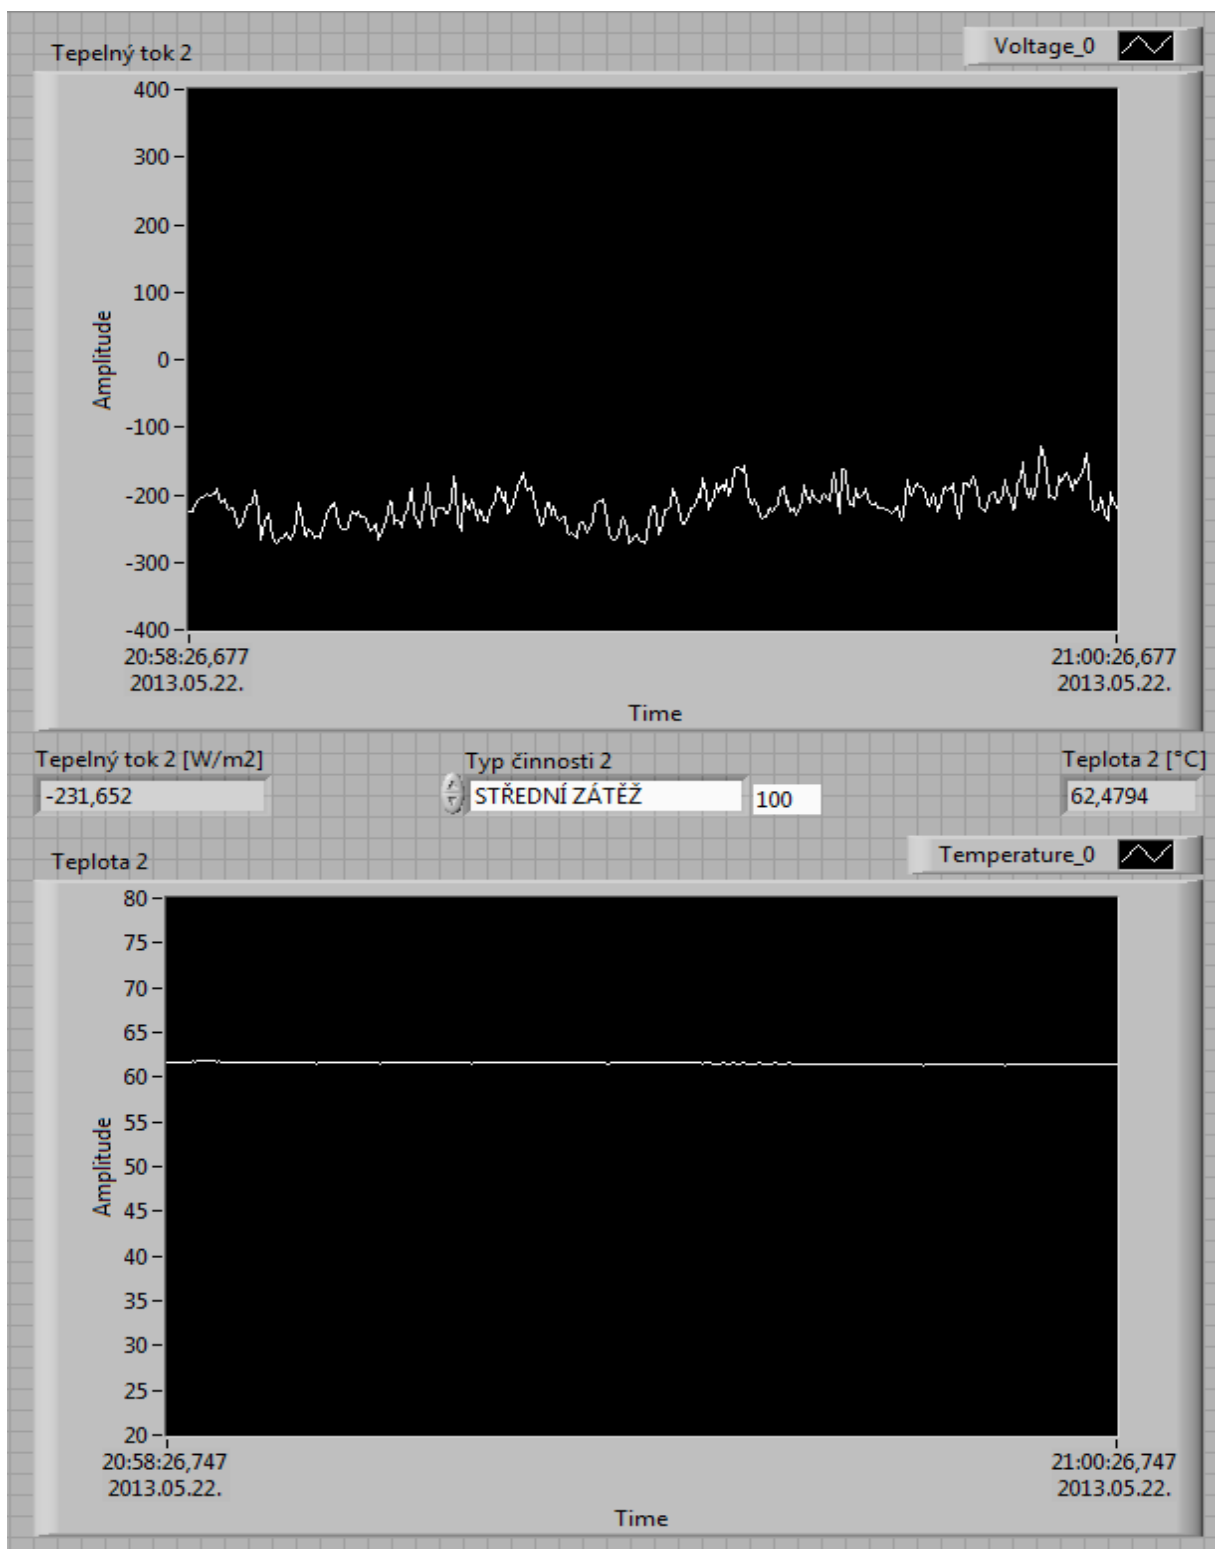 Tepelný tok 2
Voltage_0
400
300
200
100
0
-100
-200
-300
-400
Amplitude
20:58:26,677
2013.05.22.
21:00:26,677
2013.05.22.
Time
Tepelný tok 2 [W/m2]
Typ činnosti 2
Teplota 2 [°C]
-231,652
STŘEDNÍ ZÁTĚŽ
100
62,4794
Teplota 2
Temperature_0
80
75
70
65
60
55
50
45
40
35
30
25
20
Amplitude
20:58:26,747
2013.05.22.
21:00:26,747
2013.05.22.
Time